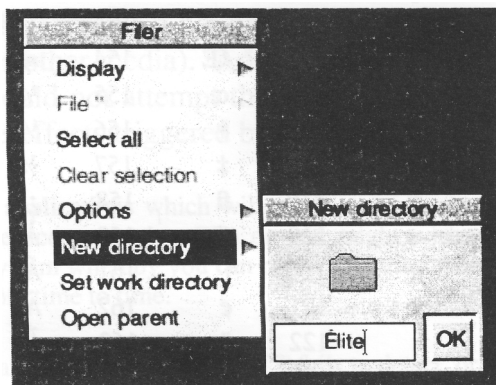 Filer
Display
File ''
Select all
Clear selection
Options
New directory
Set work directory
Open parent
New directory
Élite
OK